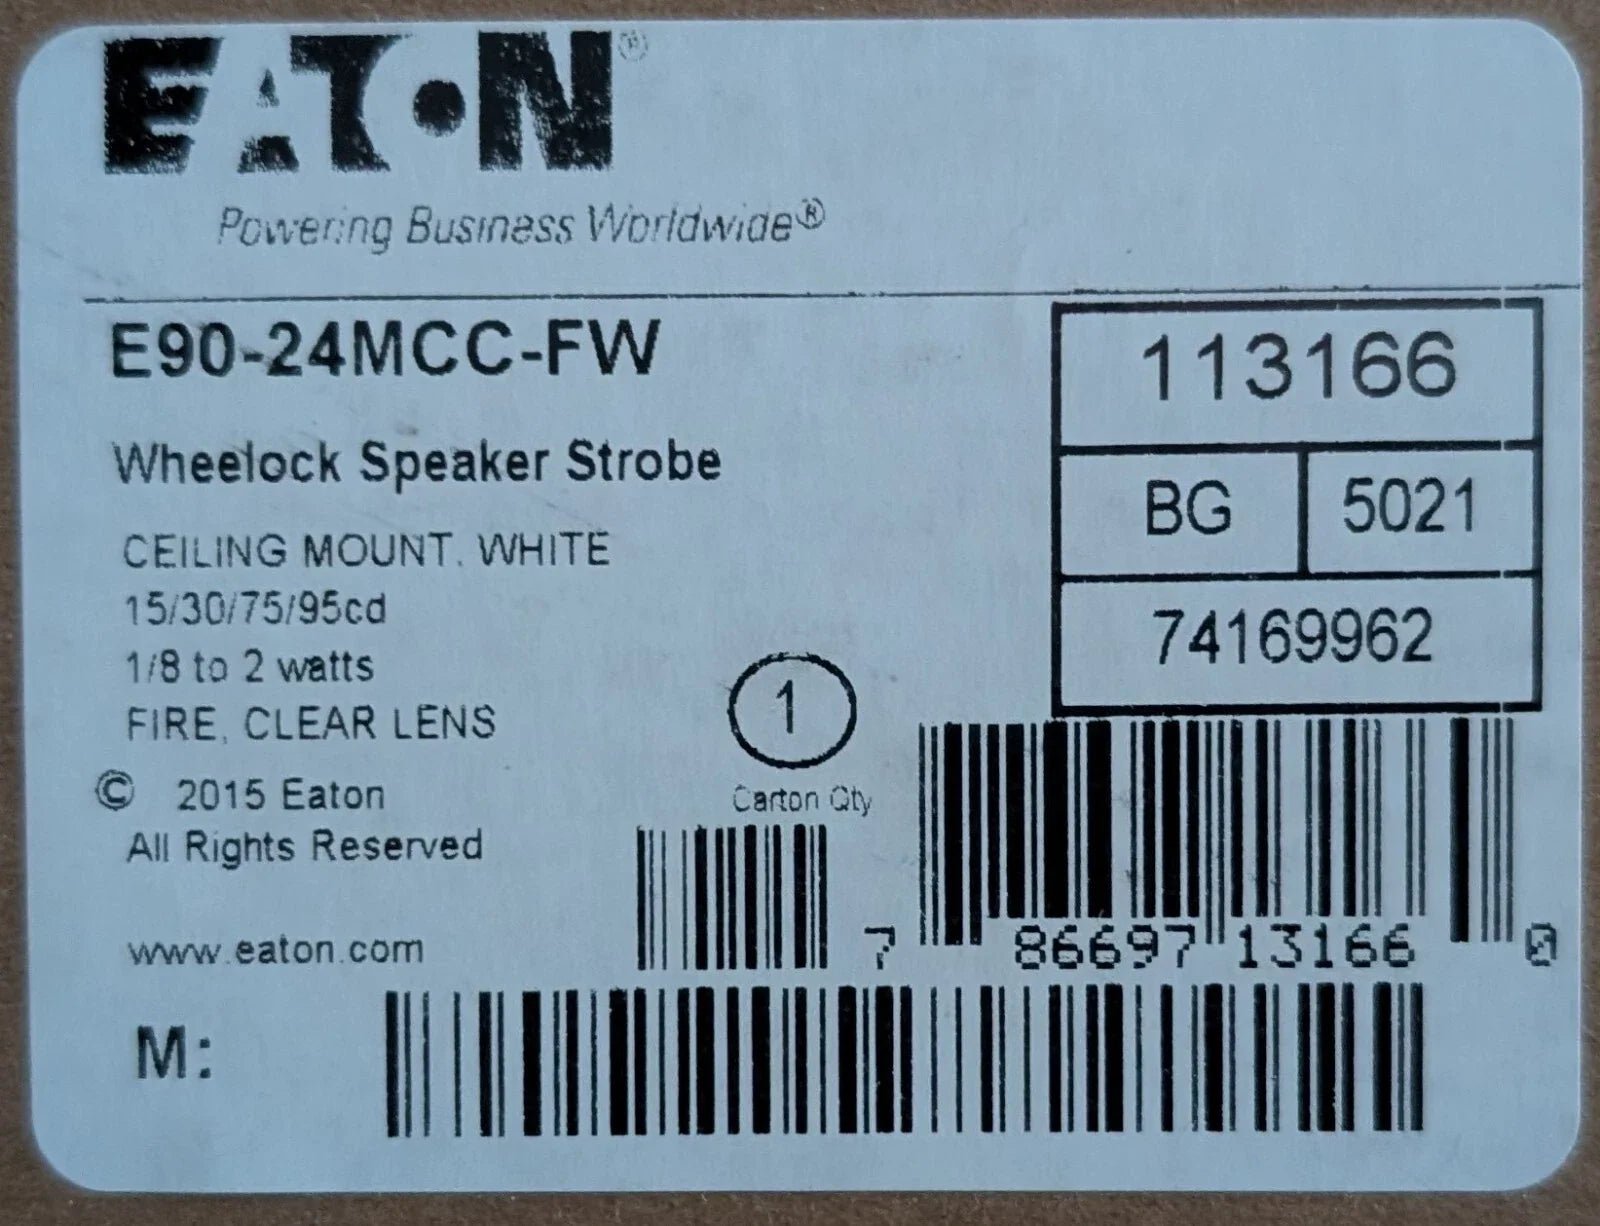 EATON®
Powering Business Worldwide®
E90-24MCC-FW
Wheelock Speaker Strobe
CEILING MOUNT, WHITE
15/30/75/95cd
1/8 to 2 watts
FIRE, CLEAR LENS
© 2015 Eaton
All Rights Reserved
www.eaton.com
M:
1
Carton Qty
113166
BG 5021
74169962
7 86697 13166 0